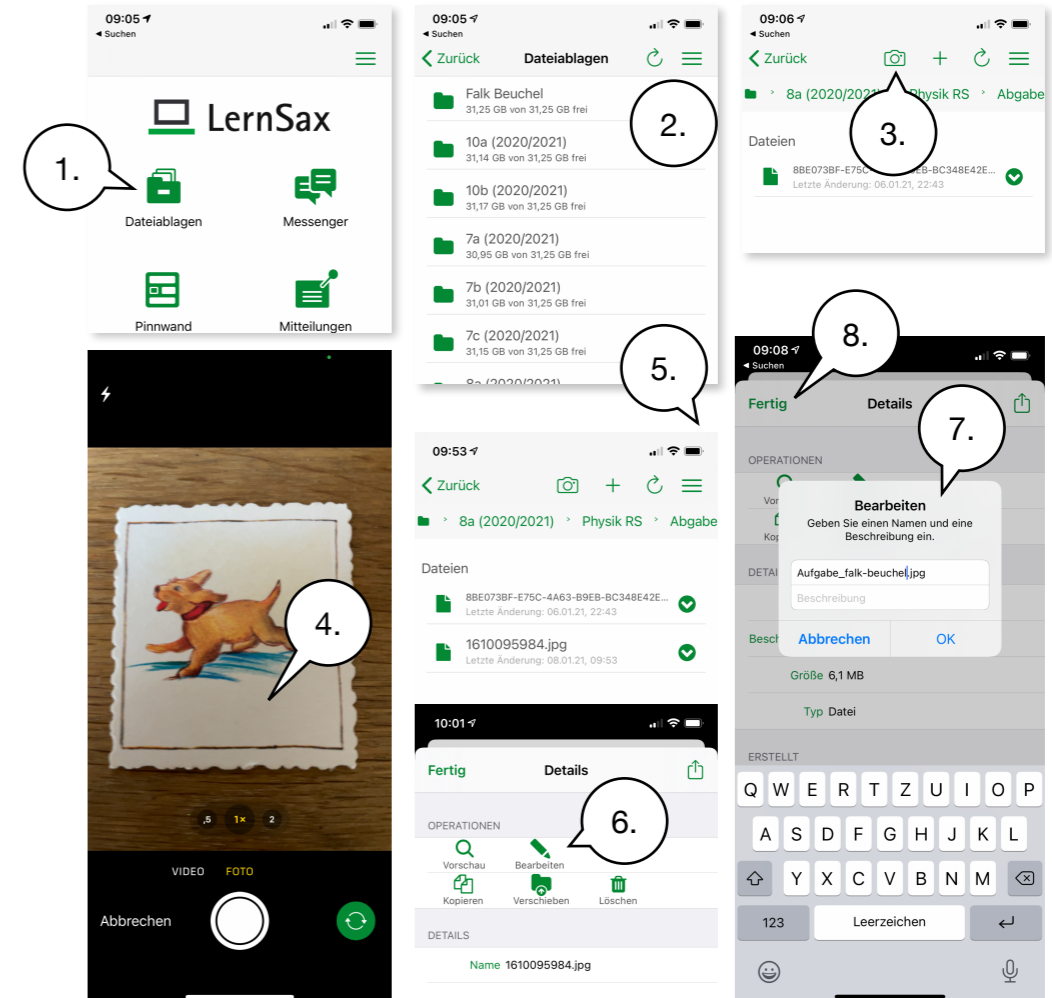 09:05
◄ Suchen
LernSax
1.
Dateiablagen
Messenger
Pinnwand
Mitteilungen
09:05
◄ Suchen
Zurück
Dateiablagen
Falk Beuchel
31,25 GB von 31,25 GB frei
2.
10a (2020/2021)
31,14 GB von 31,25 GB frei
10b (2020/2021)
31,17 GB von 31,25 GB frei
7a (2020/2021)
30,95 GB von 31,25 GB frei
7b (2020/2021)
31,01 GB von 31,25 GB frei
7c (2020/2021)
31,15 GB von 31,25 GB frei
09:06
◄ Suchen
Zurück
8a (2020/202 Physik RS Abgabe
3.
Dateien
8BE073BF-E75C- EB-BC348E42E...
Letzte Änderung: 06.01.21, 22:43
4.
,5 1× 2
VIDEO FOTO
Abbrechen
5.
09:53
Zurück
8a (2020/2021) Physik RS Abgabe
Dateien
8BE073BF-E75C-4A63-B9EB-BC348E42E...
Letzte Änderung: 06.01.21, 22:43
1610095984.jpg
Letzte Änderung: 08.01.21, 09:53
10:01
Fertig Details
6.
OPERATIONEN
Vorschau Bearbeiten
Kopieren Verschieben Löschen
DETAILS
Name 1610095984.jpg
8.
09:08
◄ Suchen
Fertig Details
7.
OPERATIONEN
Bearbeiten
Geben Sie einen Namen und eine
Beschreibung ein.
Aufgabe_falk-beuchel.jpg
Beschreibung
Abbrechen OK
Größe 6,1 MB
Typ Datei
ERSTELLT
Q W E R T Z U I O P
A S D F G H J K L
Y X C V B N M
123 Leerzeichen